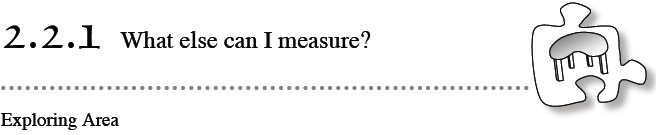 2.2.1 What else can I measure?
Exploring Area